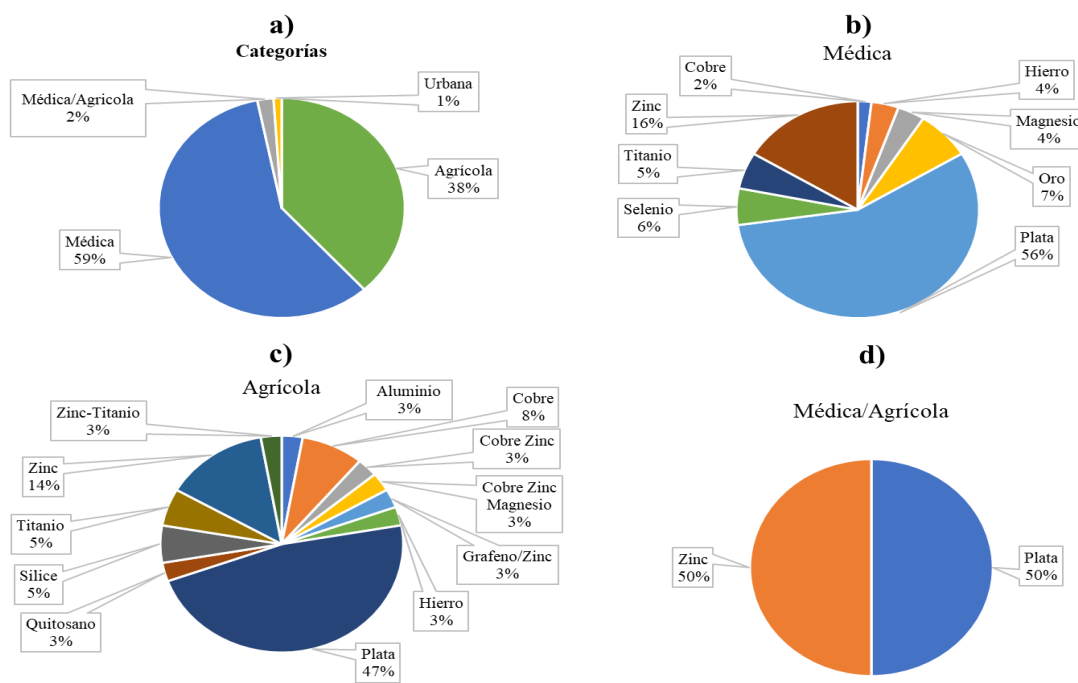 a)
Categorías
Médica/Agricola
2%
Urbana
1%
Agrícola
38%
Médica
59%
b)
Médica
Cobre
2%
Hierro
4%
Zinc
16%
Magnesio
4%
Titanio
5%
Oro
7%
Selenio
6%
Plata
56%
c)
Agrícola
Zinc-Titanio
3%
Aluminio
3%
Cobre
8%
Cobre Zinc
3%
Zinc
14%
Cobre Zinc
Magnesio
3%
Titanio
5%
Grafeno/Zinc
3%
Silice
5%
Hierro
3%
Quitosano
3%
Plata
47%
d)
Médica/Agrícola
Zinc
50%
Plata
50%